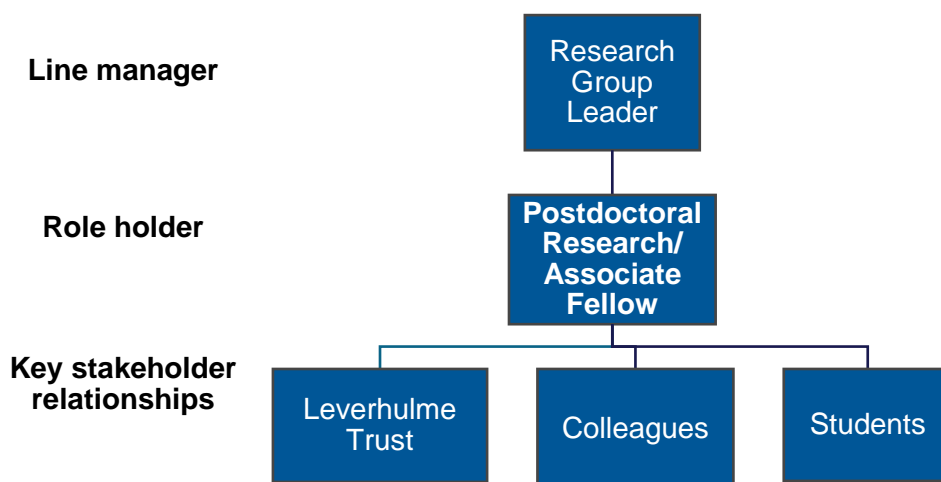 Line manager
Research
Group
Leader
Role holder
Postdoctoral
Research/
Associate
Fellow
Key stakeholder
relationships
Leverhulme
Trust
Colleagues
Students